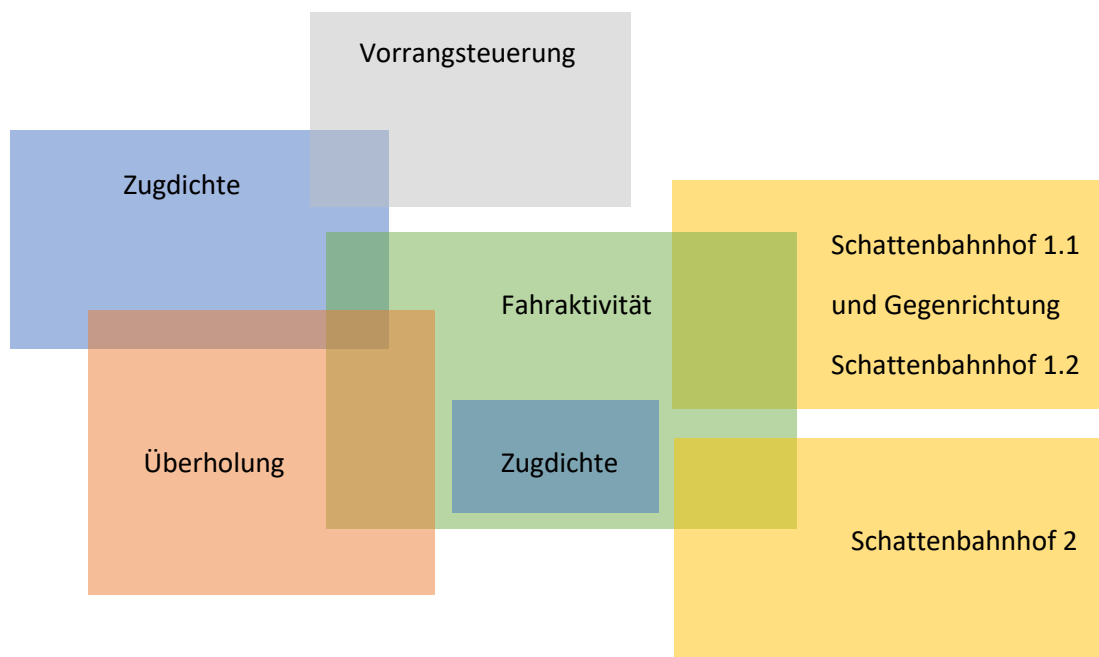 Vorrangsteuerung
Zugdichte
Schattenbahnhof 1.1
und Gegenrichtung
Schattenbahnhof 1.2
Fahraktivität
Überholung
Zugdichte
Schattenbahnhof 2